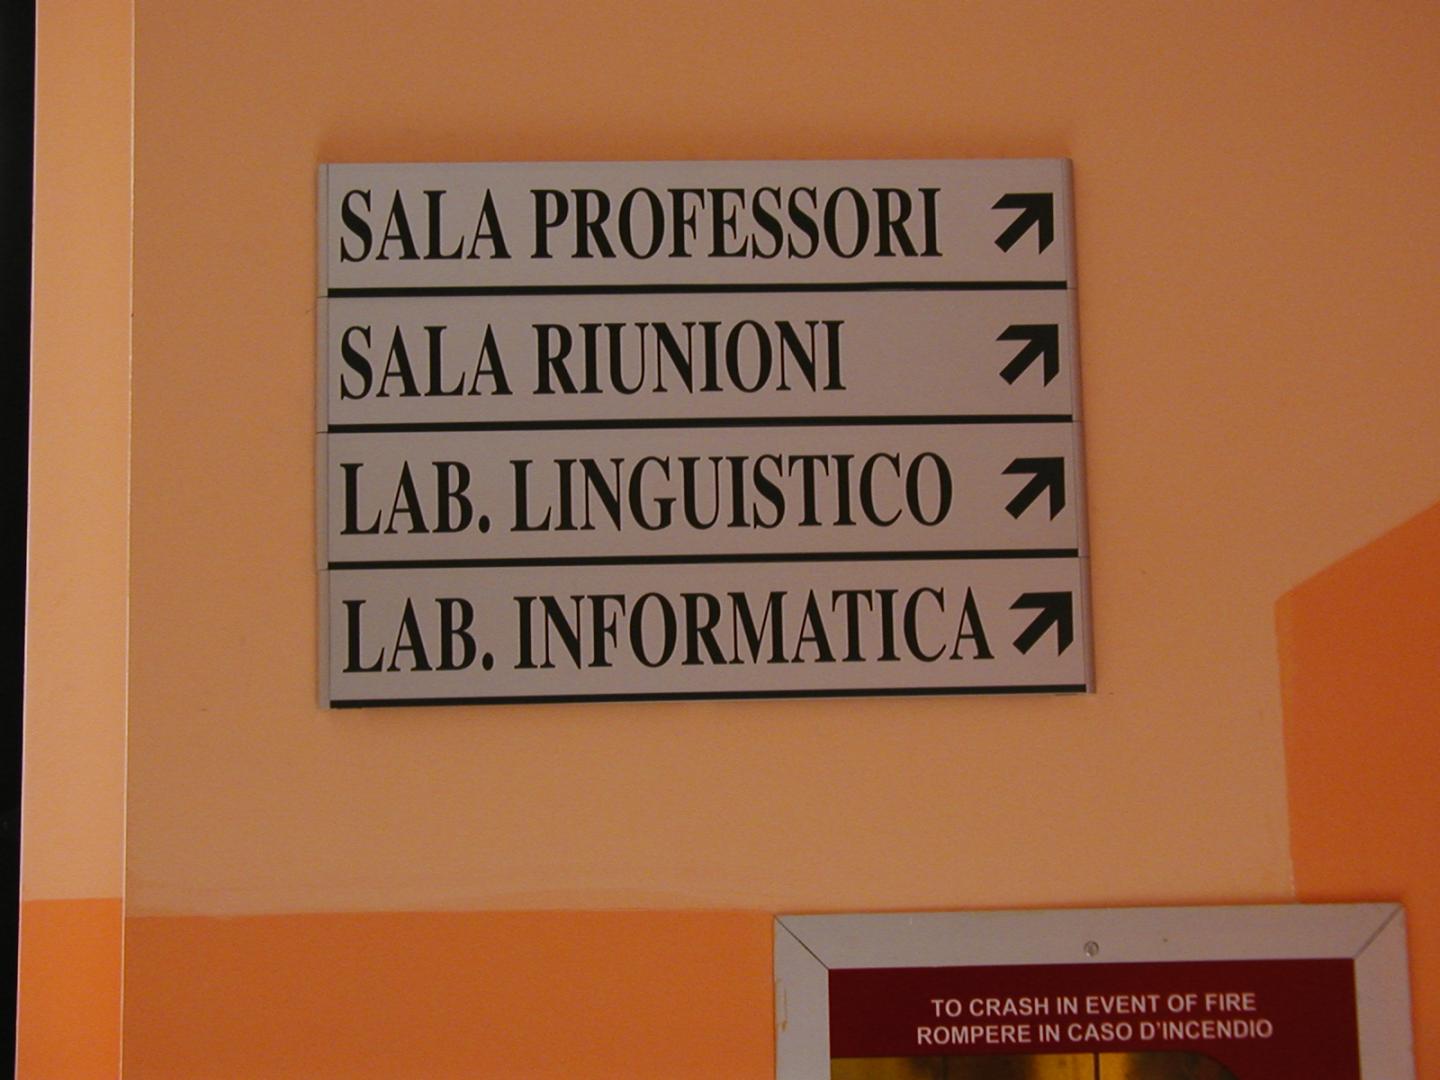 SALA PROFESSORI
SALA RIUNIONI
LAB. LINGUISTICO
LAB. INFORMATICA
TO CRASH IN EVENT OF FIRE
ROMPERE IN CASO D'INCENDIO